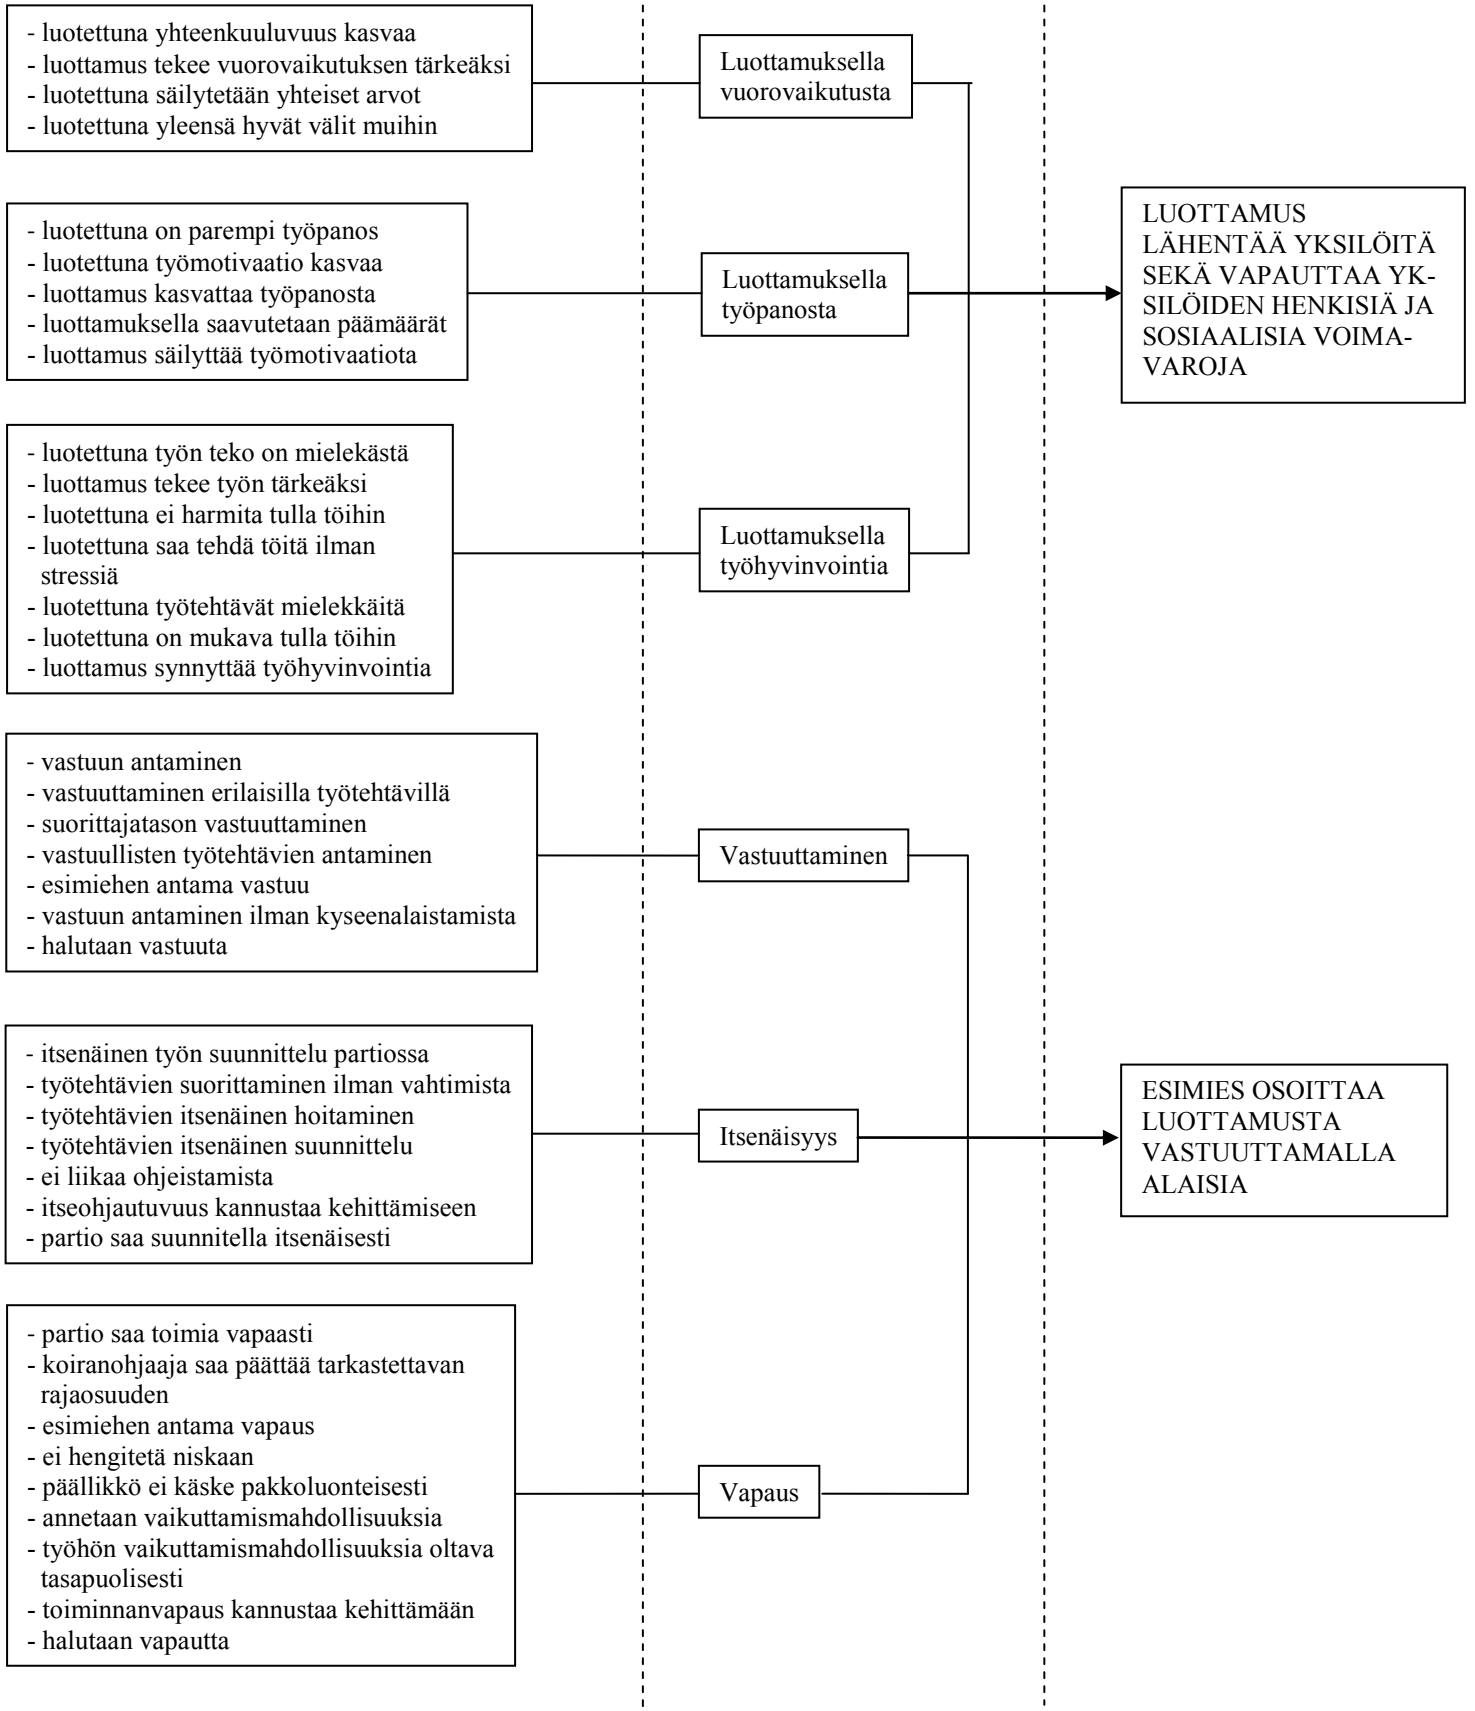 - luotettuna yhteenkuuluvuus kasvaa
- luottamus tekee vuorovaikutuksen tärkeäksi
- luotettuna säilytetään yhteiset arvot
- luotettuna yleensä hyvät välit muihin
Luottamuksella
vuorovaikutusta
- luotettuna on parempi työpanos
- luotettuna työmotivaatio kasvaa
- luottamus kasvattaa työpanosta
- luottamuksella saavutetaan päämäärät
- luottamus säilyttää työmotivaatiota
Luottamuksella
työpanosta
LUOTTAMUS
LÄHENTÄÄ YKSILÖITÄ
SEKÄ VAPAUTTAA YK-
SILÖIDEN HENKISIÄ JA
SOSIAALISIA VOIMA-
VAROJA
- luotettuna työn teko on mielekästä
- luottamus tekee työn tärkeäksi
- luotettuna ei harmita tulla töihin
- luotettuna saa tehdä töitä ilman
stressiä
- luotettuna työtehtävät mielekkäitä
- luotettuna on mukava tulla töihin
- luottamus synnyttää työhyvinvointia
Luottamuksella
työhyvinvointia
- vastuun antaminen
- vastuuttaminen erilaisilla työtehtävillä
- suorittajatason vastuuttaminen
- vastuullisten työtehtävien antaminen
- esimiehen antama vastuu
- vastuun antaminen ilman kyseenalaistamista
- halutaan vastuuta
Vastuuttaminen
- itsenäinen työn suunnittelu partiossa
- työtehtävien suorittaminen ilman vahtimista
- työtehtävien itsenäinen hoitaminen
- työtehtävien itsenäinen suunnittelu
- ei liikaa ohjeistamista
- itseohjautuvuus kannustaa kehittämiseen
- partio saa suunnitella itsenäisesti
Itsenäisyys
ESIMIES OSOITTAA
LUOTTAMUSTA
VASTUUTTAMALLA
ALAISIA
- partio saa toimia vapaasti
- koiranohjaaja saa päättää tarkastettavan
rajaosuuden
- esimiehen antama vapaus
- ei hengitetä niskaan
- päällikkö ei käske pakkoluonteisesti
- annetaan vaikuttamismahdollisuuksia
- työhön vaikuttamismahdollisuuksia oltava
tasapuolisesti
- toiminnanvapaus kannustaa kehittämään
- halutaan vapautta
Vapaus